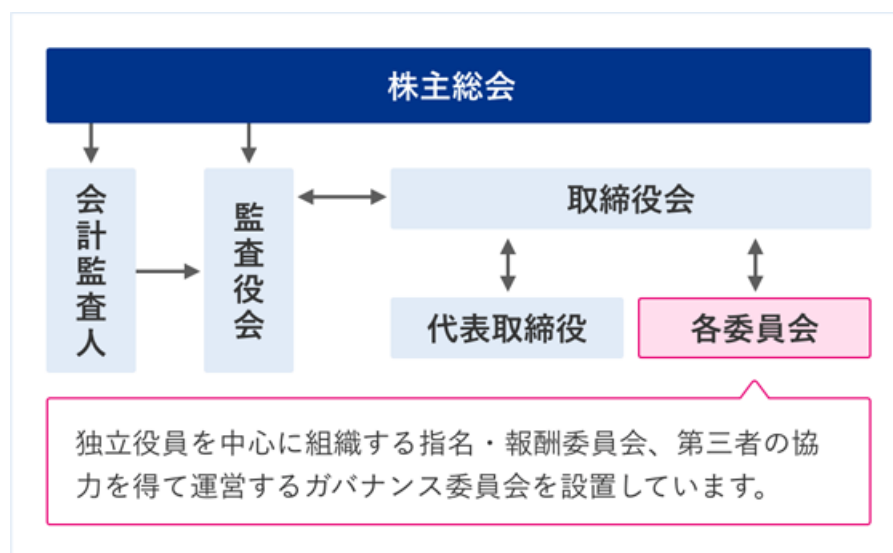 株主総会
会計監査人
監査役会
取締役会
代表取締役
各委員会
独立役員を中心に組織する指名・報酬委員会、第三者の協
力を得て運営するガバナンス委員会を設置しています。